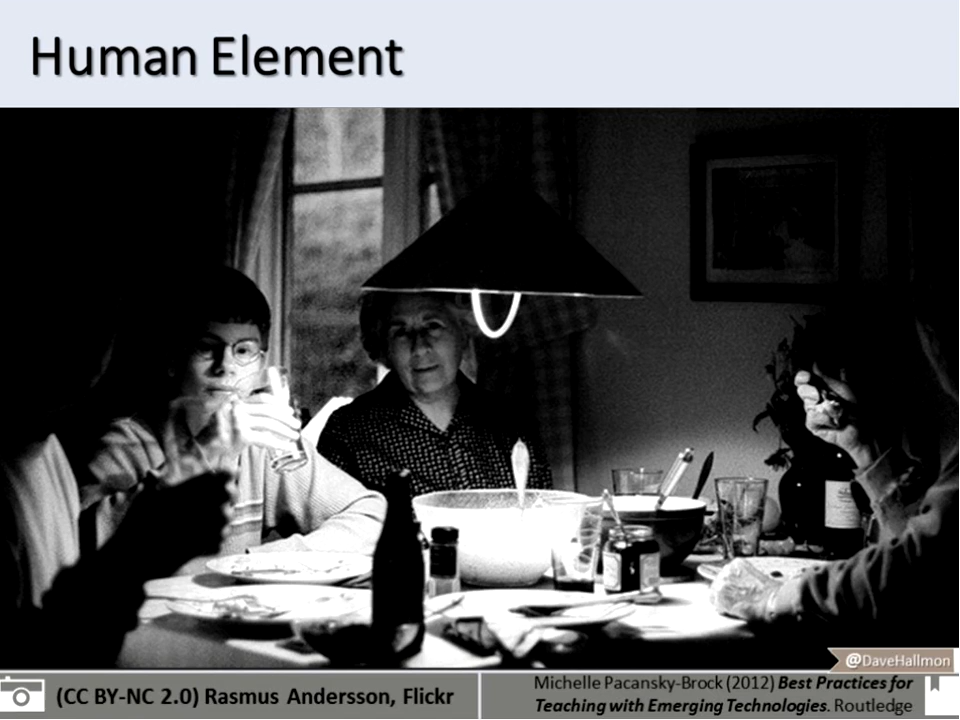 Human Element
@DaveHallmon
(CC BY-NC 2.0) Rasmus Andersson, Flickr
Michelle Pacansky-Brock (2012) Best Practices for
Teaching with Emerging Technologies. Routledge